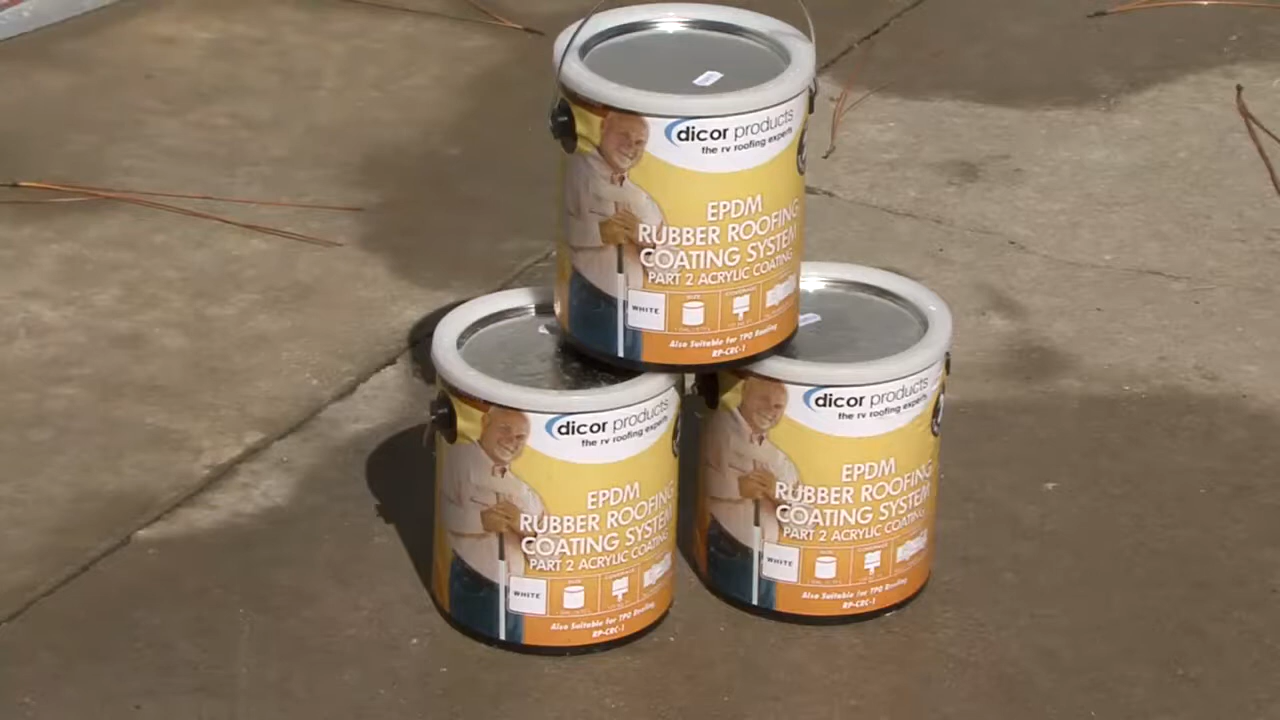 dicor products
the rv roofing experts
EPDM
RUBBER ROOFING
COATING SYSTEM
PART 2 ACRYLIC COATING
WHITE
SIZE
COVERAGE
Also Suitable for TPO Roofing
RP-CRC-1
dicor products
the rv roofing experts
EPDM
RUBBER ROOFING
COATING SYSTEM
PART 2 ACRYLIC COATING
WHITE
Also Suitable for TPO Roofing
RP-CRC-1
dicor products
the rv roofing experts
EPDM
RUBBER ROOFING
COATING SYSTEM
PART 2 ACRYLIC COATING
WHITE
Also Suitable for TPO Roofing
RP-CRC-1